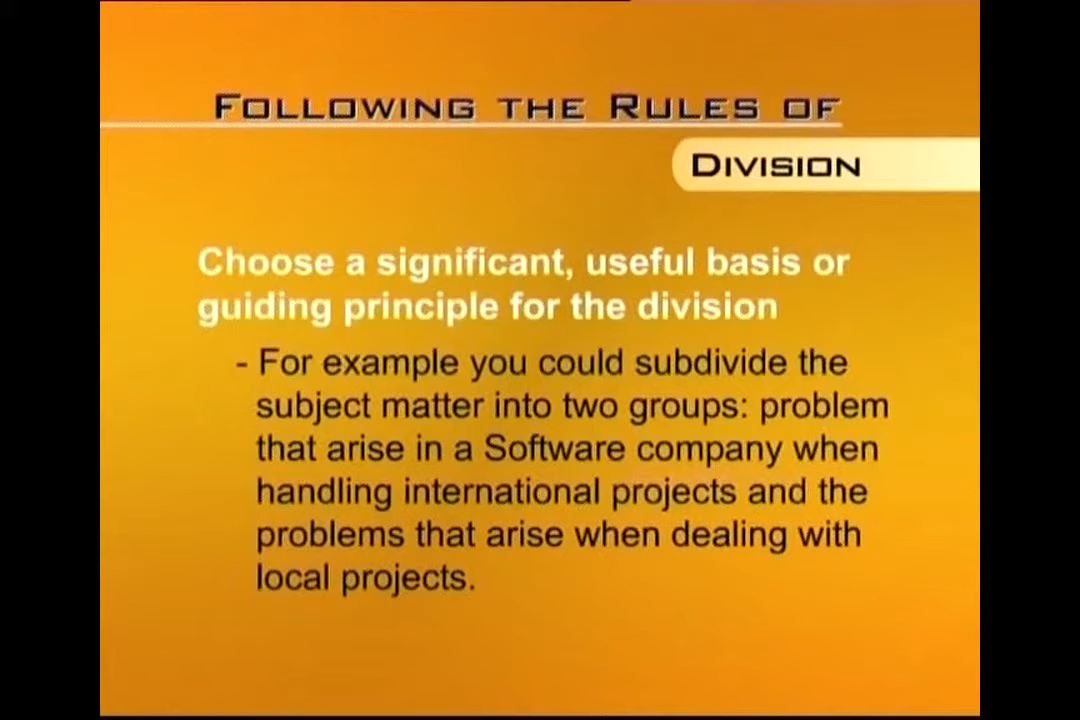 FOLLOWING THE RULES OF
DIVISION
Choose a significant, useful basis or
guiding principle for the division
- For example you could subdivide the
subject matter into two groups: problem
that arise in a Software company when
handling international projects and the
problems that arise when dealing with
local projects.